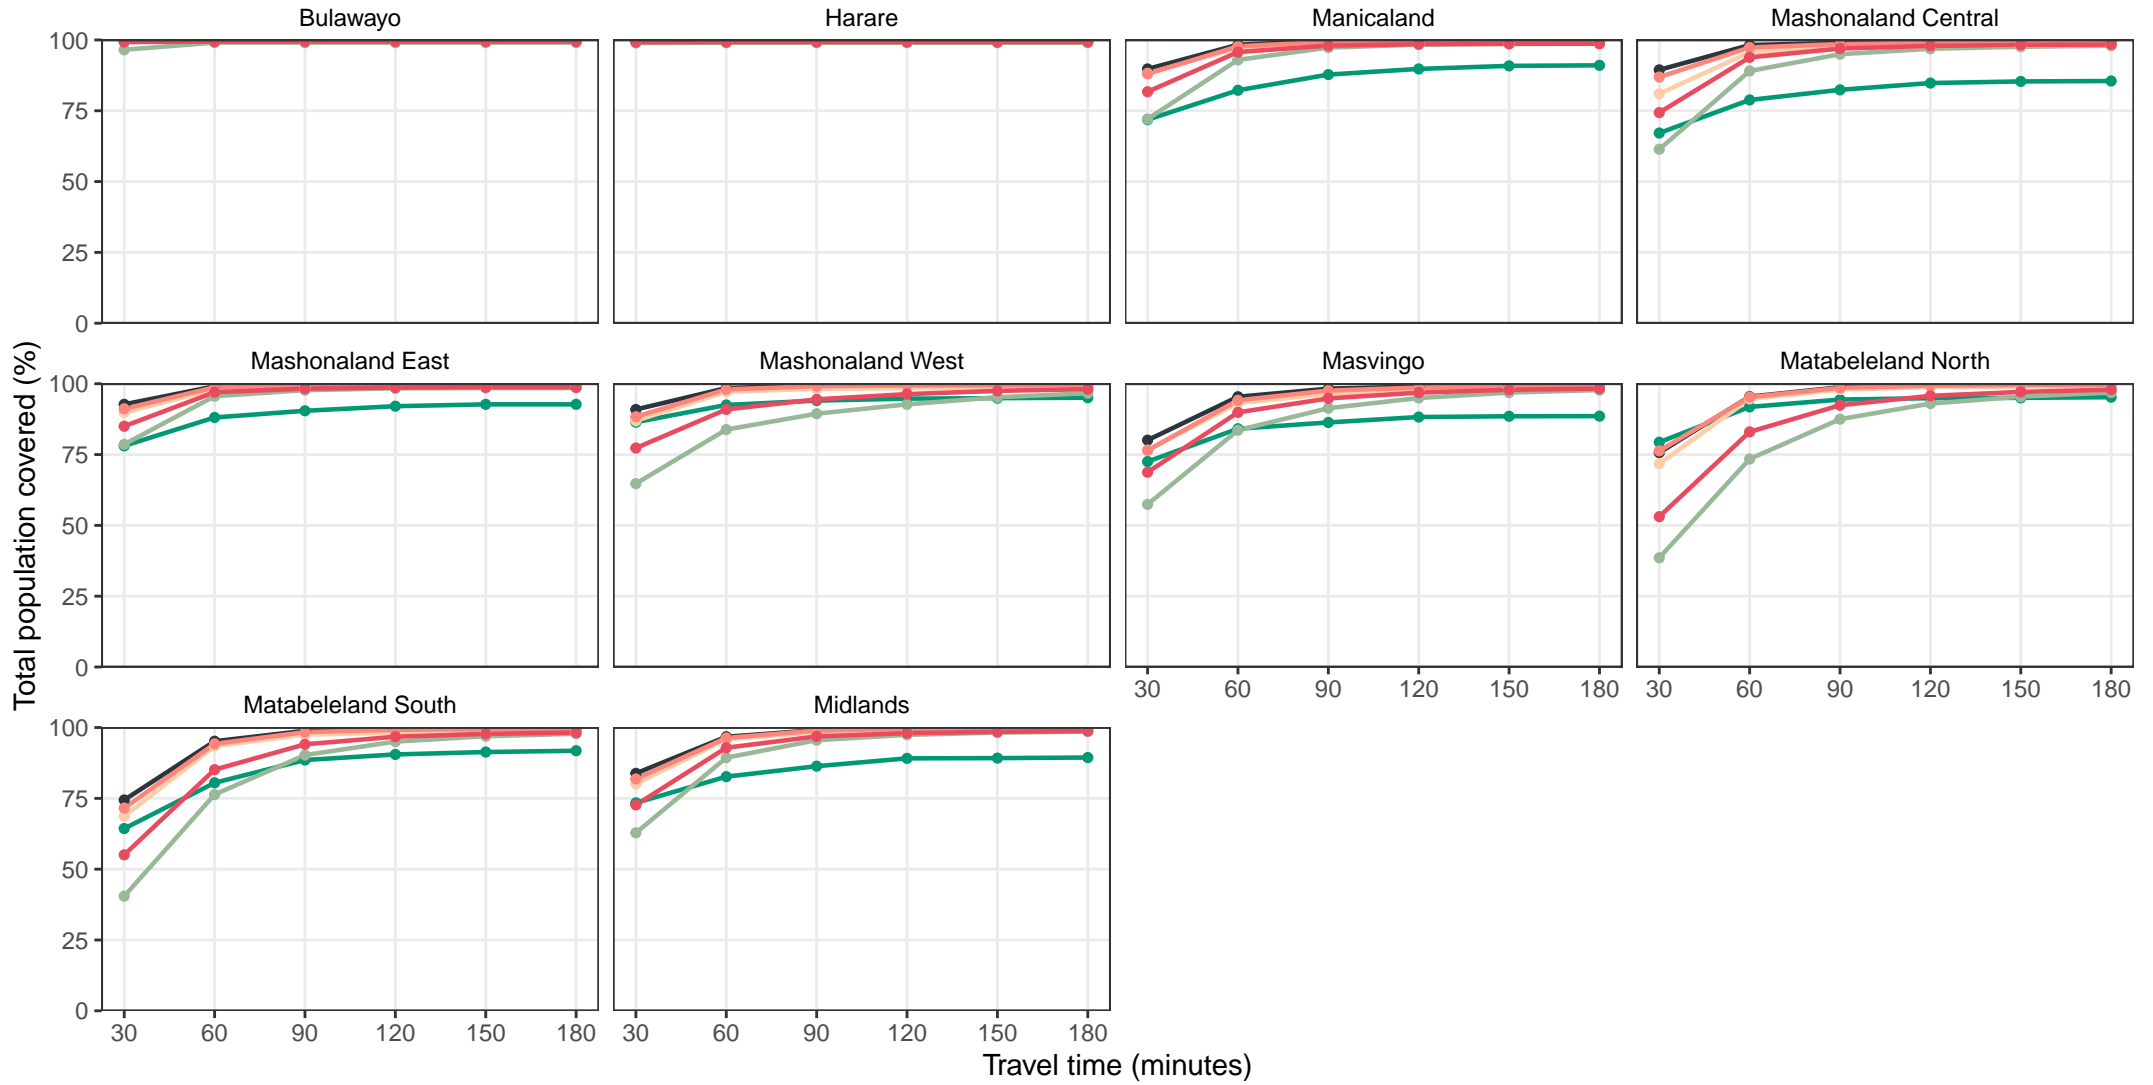 Bulawayo
Harare
Manicaland
Mashonaland Central
100
75
50
25
0
Mashonaland East
Mashonaland West
Masvingo
Matabeleland North
100
75
50
25
0
30 60 90 120 150 180
30 60 90 120 150 180
Matabeleland South
Midlands
100
75
50
25
0
30 60 90 120 150 180
30 60 90 120 150 180
Travel time (minutes)
Total population covered (%)